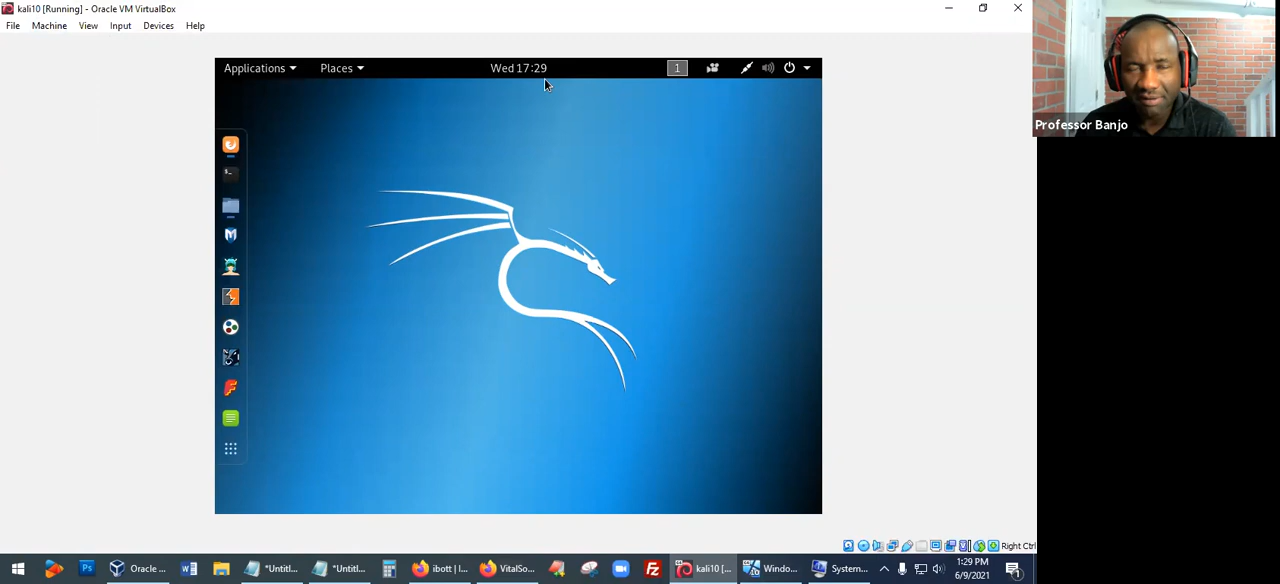 kali10 [Running] - Oracle VM VirtualBox
File Machine View Input Devices Help
Applications Places Wed 17:29 1
Professor Banjo
Right Ctrl
Oracle ... *Untitl... *Untitl... ibott | ... VitalSo... kali10 [... Windo... System... 1:29 PM
6/9/2021